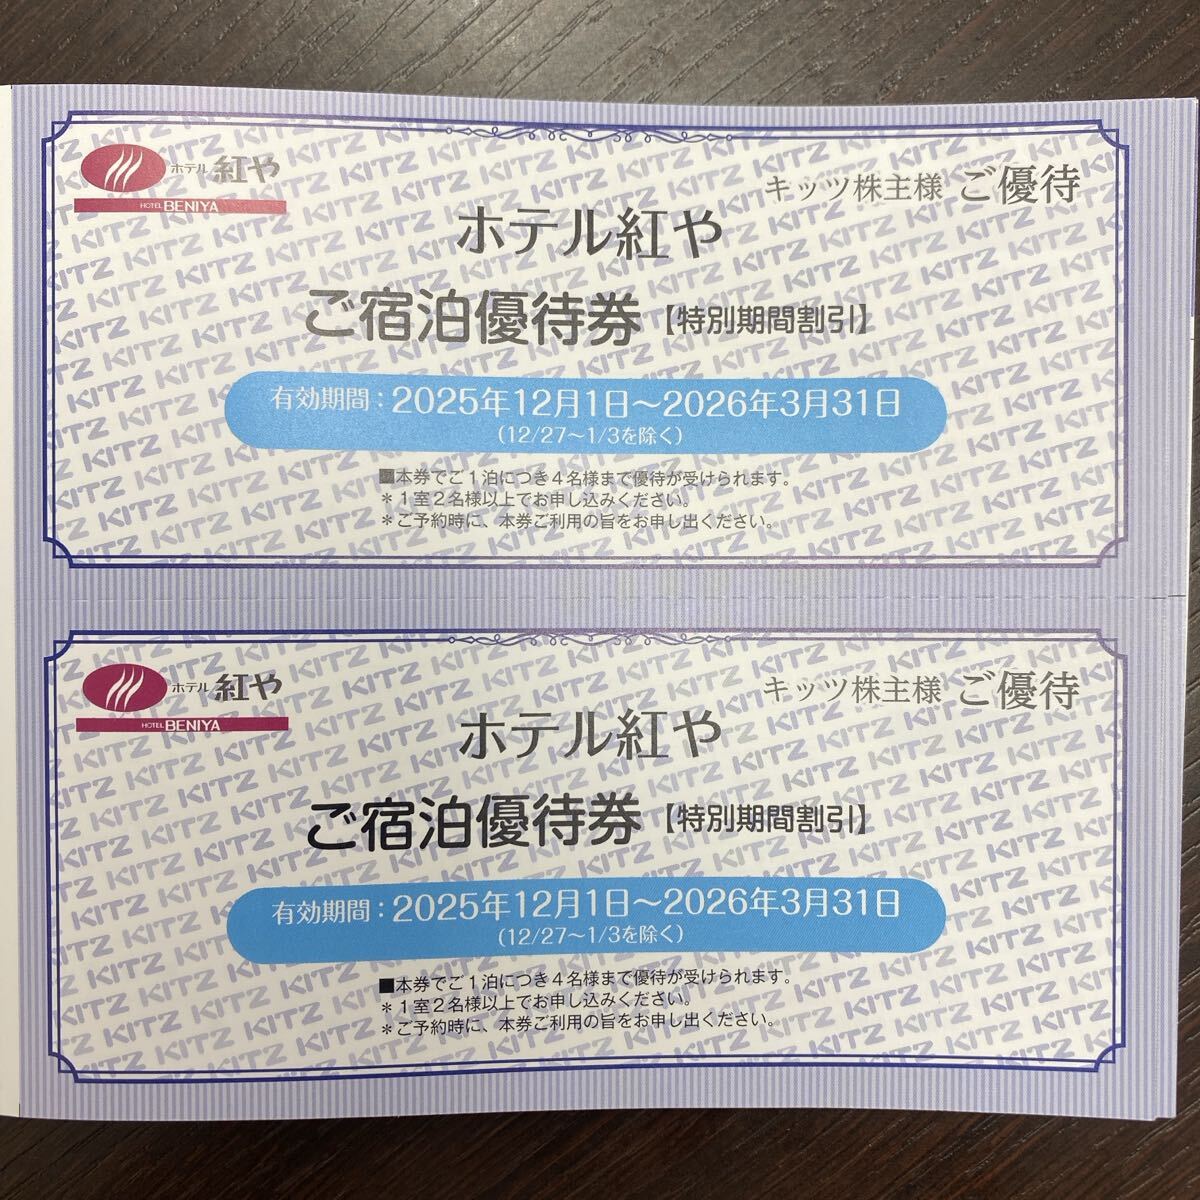 ホテル 紅や
HOTEL BENIYA
キッツ株主様 ご優待
ホテル紅や
ご宿泊優待券【特別期間割引】
有効期間：2025年12月1日～2026年3月31日
(12/27～1/3を除く)
■本券でご1泊につき4名様まで優待が受けられます。
＊1室2名様以上でお申し込みください。
＊ご予約時に、本券ご利用の旨をお申し出ください。
ホテル 紅や
HOTEL BENIYA
キッツ株主様 ご優待
ホテル紅や
ご宿泊優待券【特別期間割引】
有効期間：2025年12月1日～2026年3月31日
(12/27～1/3を除く)
■本券でご1泊につき4名様まで優待が受けられます。
＊1室2名様以上でお申し込みください。
＊ご予約時に、本券ご利用の旨をお申し出ください。